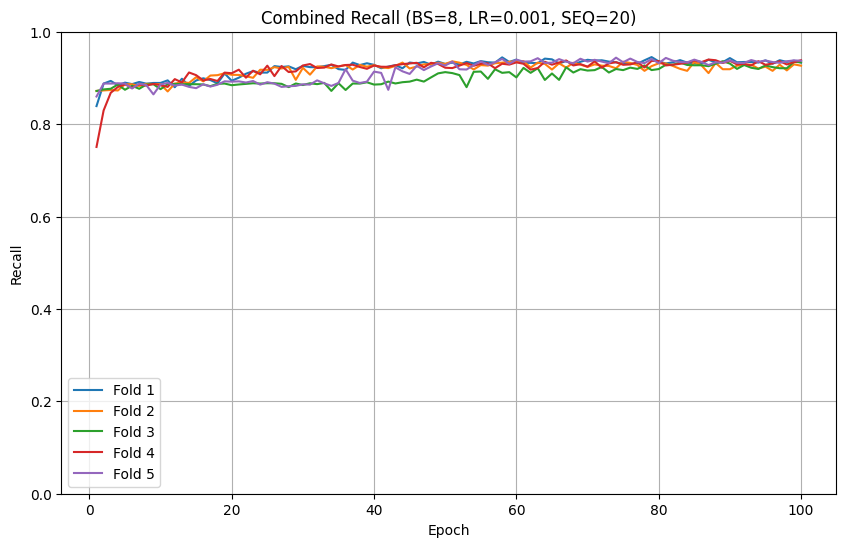 Combined Recall (BS=8, LR=0.001, SEQ=20)
1.0
0.8
0.6
0.4
0.2
0.0
Recall
Fold 1
Fold 2
Fold 3
Fold 4
Fold 5
0 20 40 60 80 100
Epoch